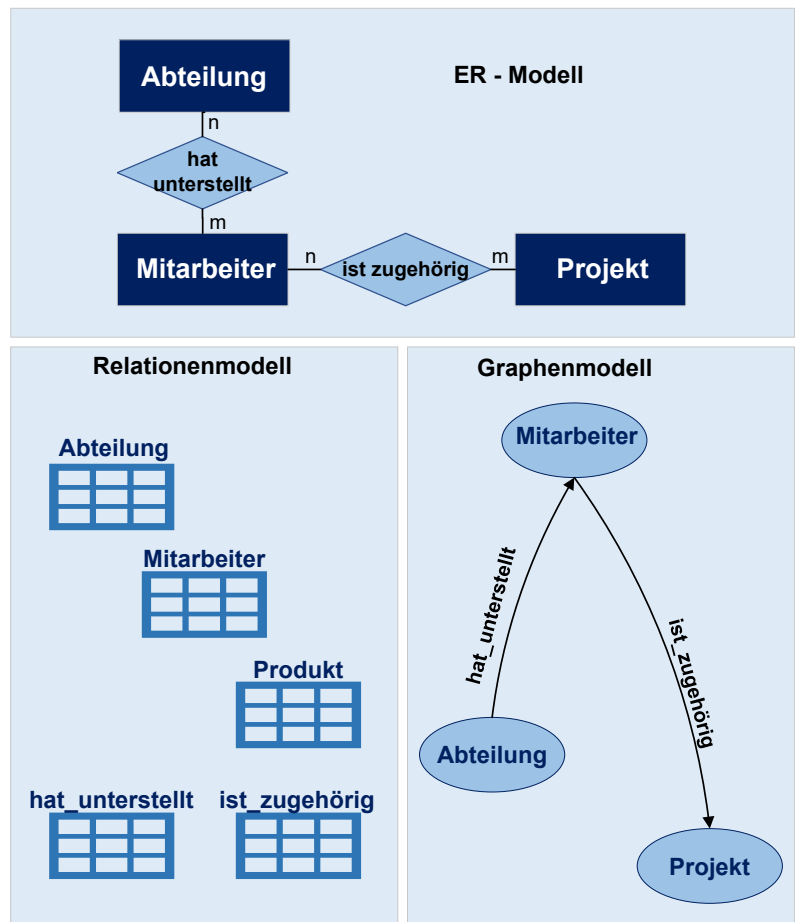 ER - Modell
Abteilung
n
hat
unterstellt
m
Mitarbeiter
n
ist zugehörig
m
Projekt
Relationenmodell
Abteilung
Mitarbeiter
Produkt
hat_unterstellt
ist_zugehörig
Graphenmodell
Mitarbeiter
hat_unterstellt
ist_zugehörig
Abteilung
Projekt